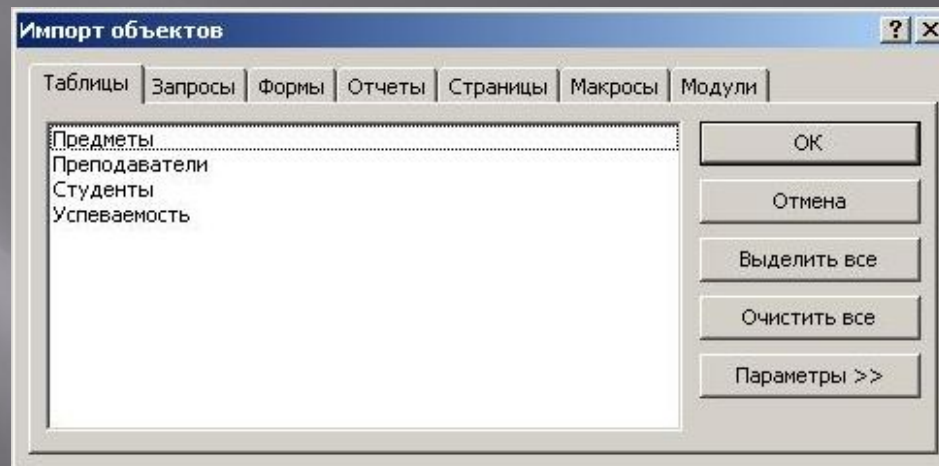 Импорт объектов
Таблицы Запросы Формы Отчеты Страницы Макросы Модули
Предметы
Преподаватели
Студенты
Успеваемость
ОК
Отмена
Выделить все
Очистить все
Параметры >>